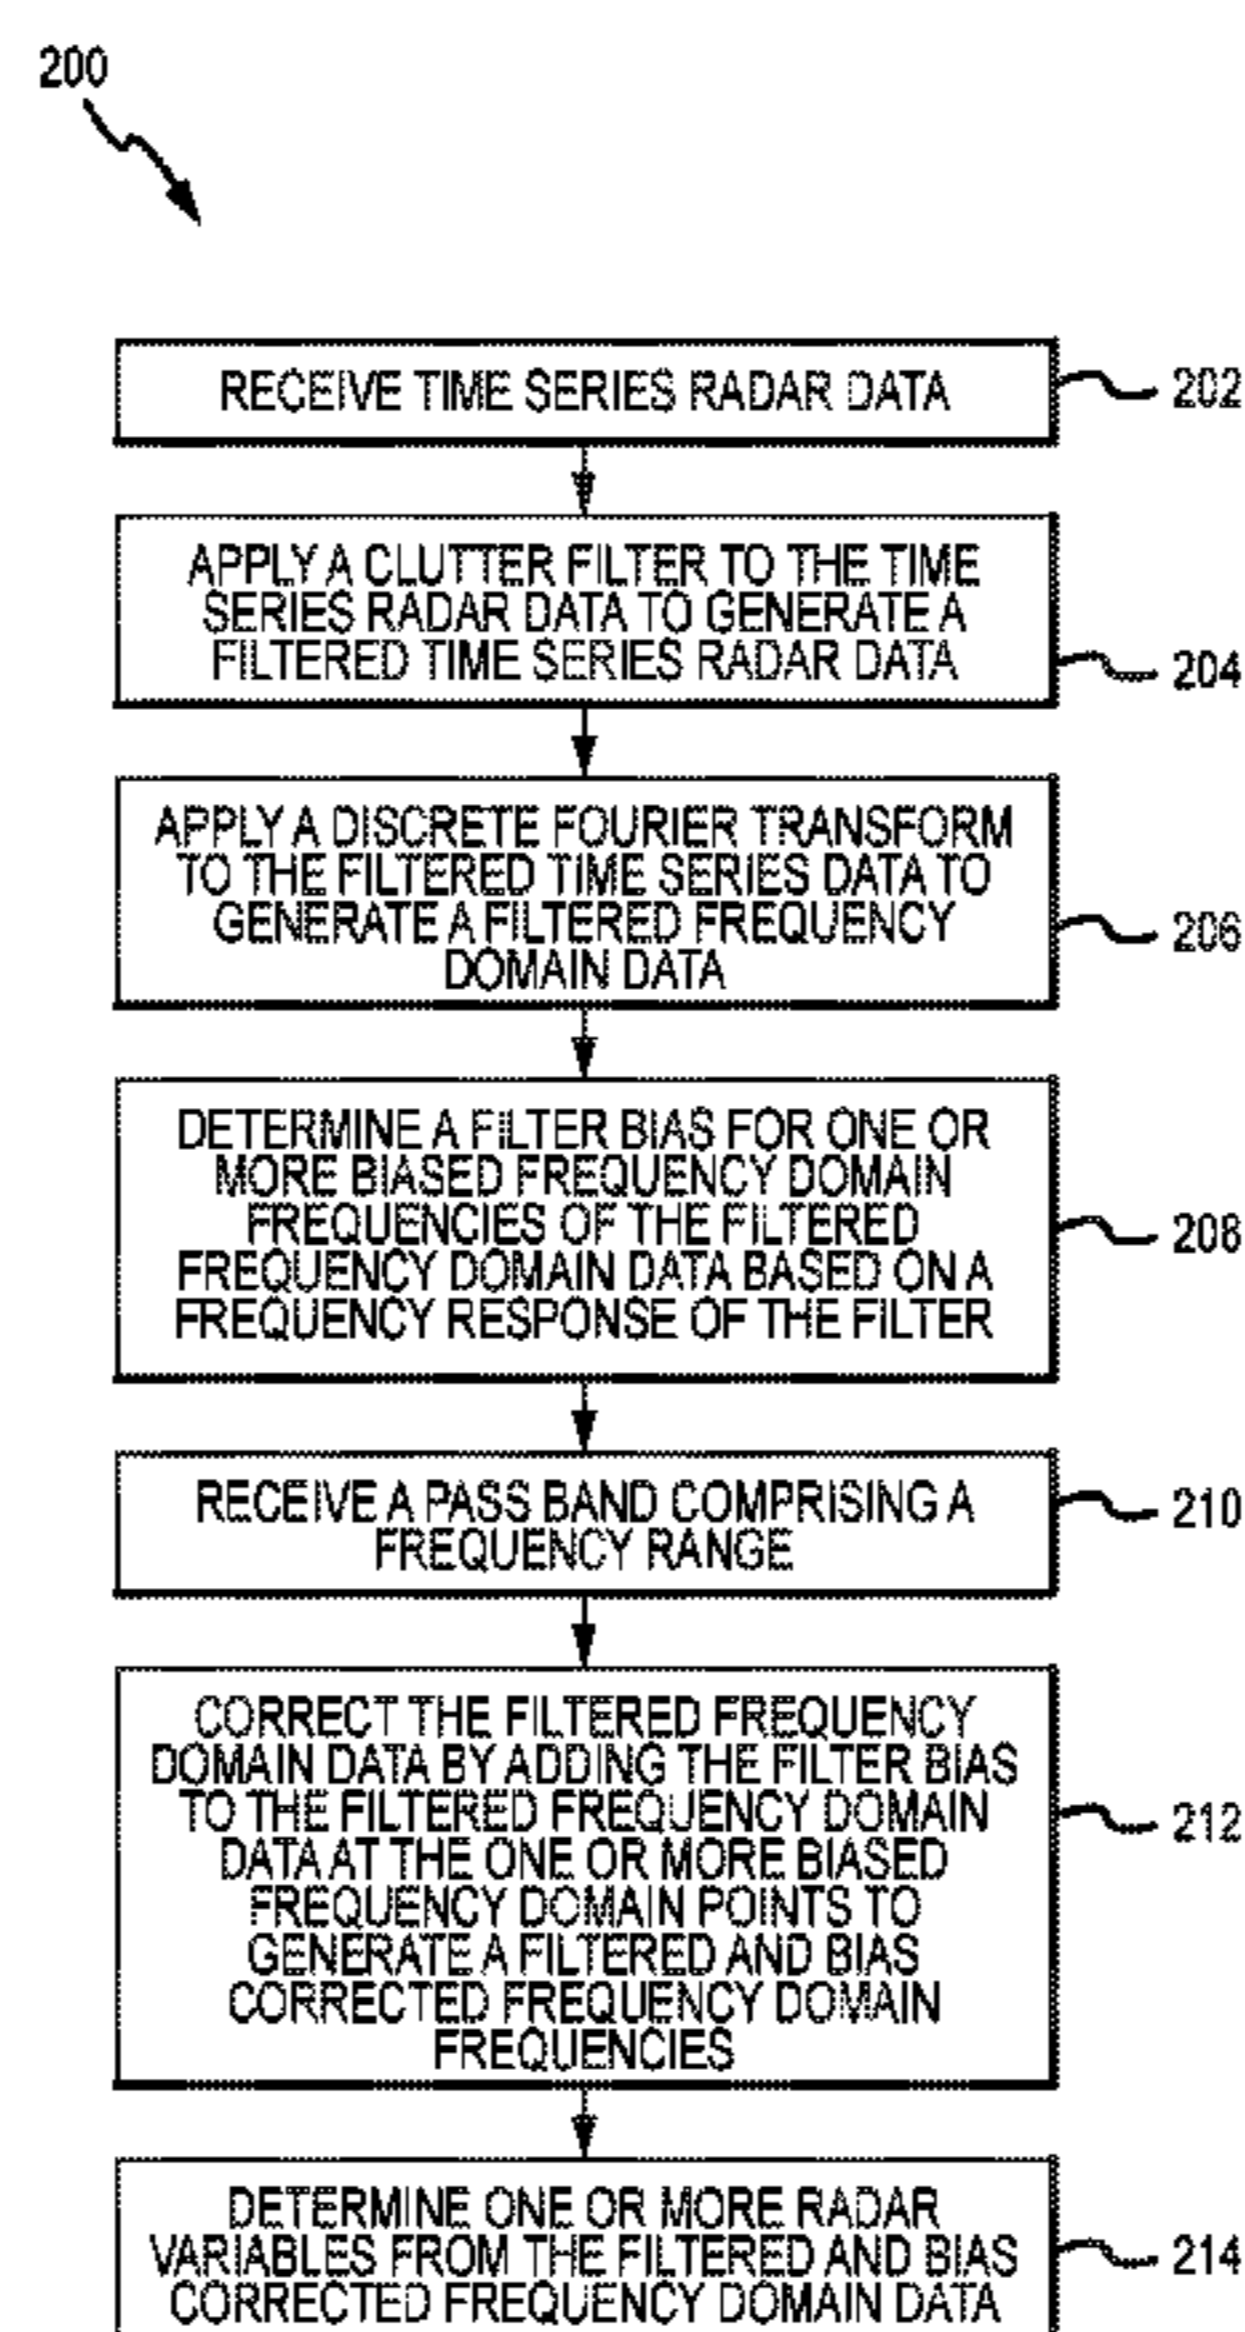 200
RECEIVE TIME SERIES RADAR DATA
202
APPLY A CLUTTER FILTER TO THE TIME
SERIES RADAR DATA TO GENERATE A
FILTERED TIME SERIES RADAR DATA
204
APPLY A DISCRETE FOURIER TRANSFORM
TO THE FILTERED TIME SERIES DATA TO
GENERATE A FILTERED FREQUENCY
DOMAIN DATA
206
DETERMINE A FILTER BIAS FOR ONE OR
MORE BIASED FREQUENCY DOMAIN
FREQUENCIES OF THE FILTERED
FREQUENCY DOMAIN DATA BASED ON A
FREQUENCY RESPONSE OF THE FILTER
208
RECEIVE A PASS BAND COMPRISING A
FREQUENCY RANGE
210
CORRECT THE FILTERED FREQUENCY
DOMAIN DATA BY ADDING THE FILTER BIAS
TO THE FILTERED FREQUENCY DOMAIN
DATA AT THE ONE OR MORE BIASED
FREQUENCY DOMAIN POINTS TO
GENERATE A FILTERED AND BIAS
CORRECTED FREQUENCY DOMAIN
FREQUENCIES
212
DETERMINE ONE OR MORE RADAR
VARIABLES FROM THE FILTERED AND BIAS
CORRECTED FREQUENCY DOMAIN DATA
214